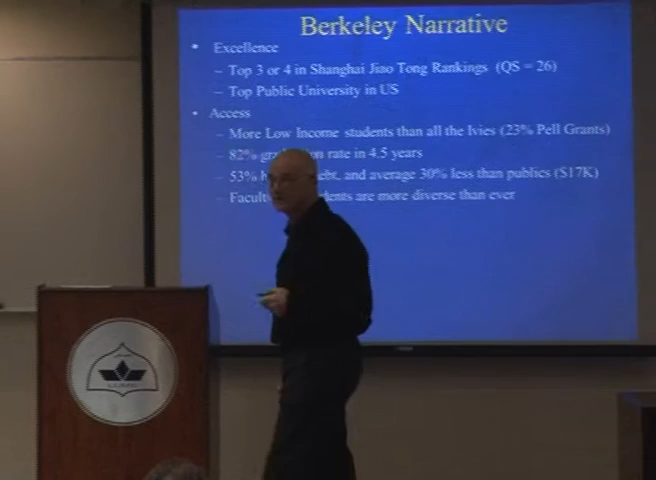 Berkeley Narrative
• Excellence
– Top 3 or 4 in Shanghai Jiao Tong Rankings (QS = 26)
– Top Public University in US
• Access
– More Low Income students than all the Ivies (23% Pell Grants)
– 82% rate in 4.5 years
– 53% debt, and average 30% less than publics ($17K)
– are more diverse than ever